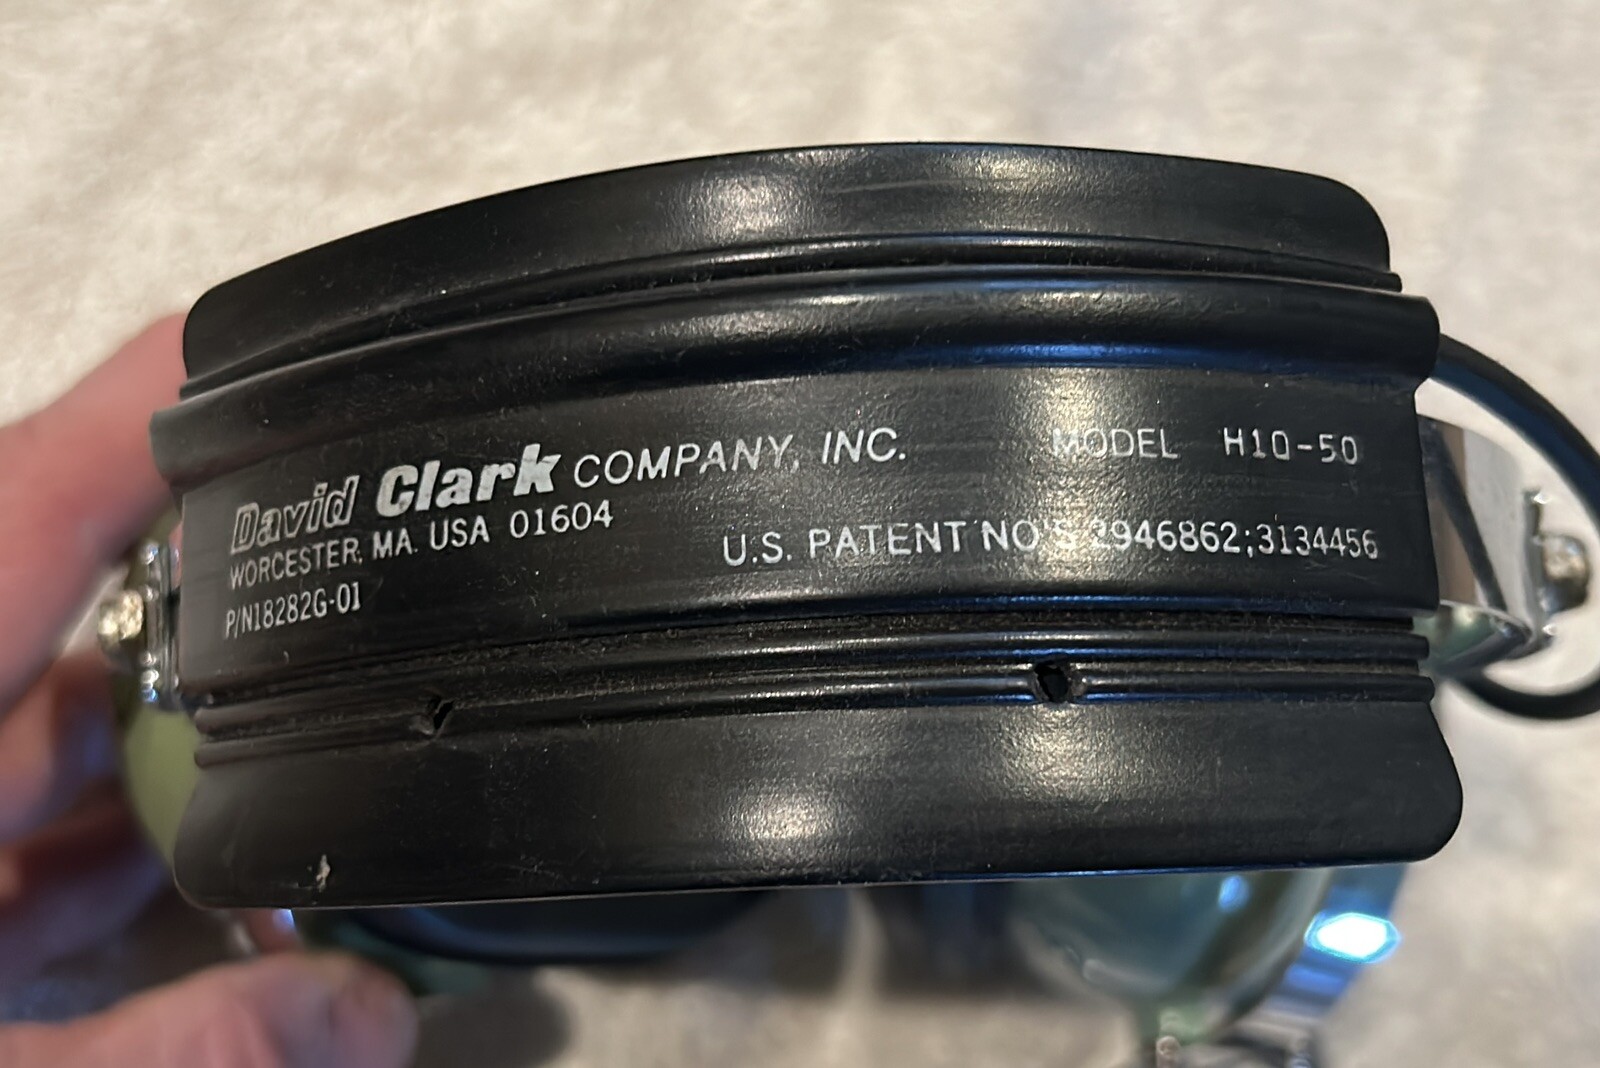 David Clark COMPANY, INC.
WORCESTER, MA. USA 01604
P/N18282G-01
MODEL H10-50
U.S. PATENT NO'S 2946862;3134456